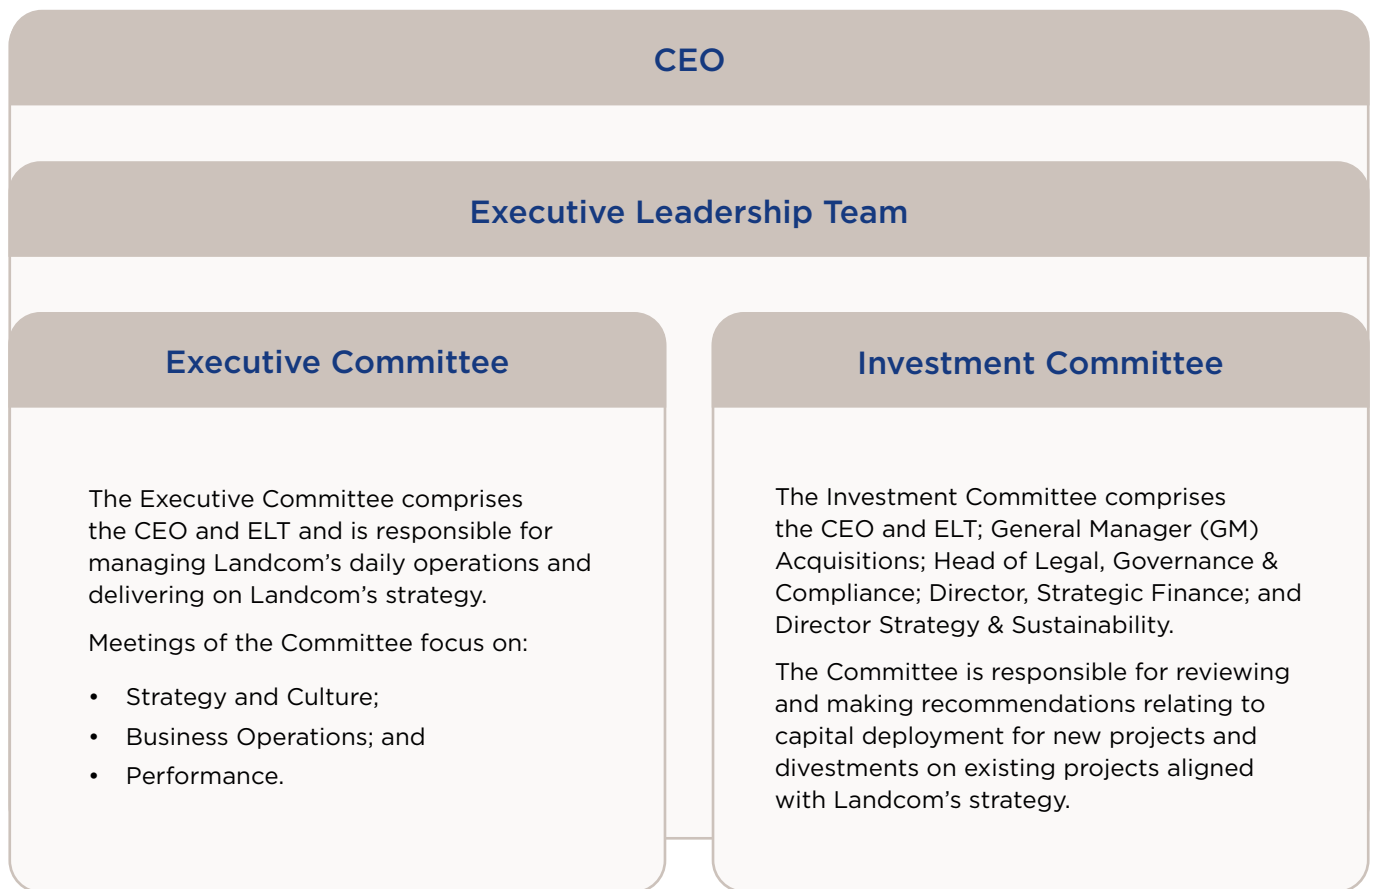 CEO
Executive Leadership Team
Executive Committee
The Executive Committee comprises
the CEO and ELT and is responsible for
managing Landcom’s daily operations and
delivering on Landcom’s strategy.
Meetings of the Committee focus on:
• Strategy and Culture;
• Business Operations; and
• Performance.
Investment Committee
The Investment Committee comprises
the CEO and ELT; General Manager (GM)
Acquisitions; Head of Legal, Governance &
Compliance; Director, Strategic Finance; and
Director Strategy & Sustainability.
The Committee is responsible for reviewing
and making recommendations relating to
capital deployment for new projects and
divestments on existing projects aligned
with Landcom’s strategy.